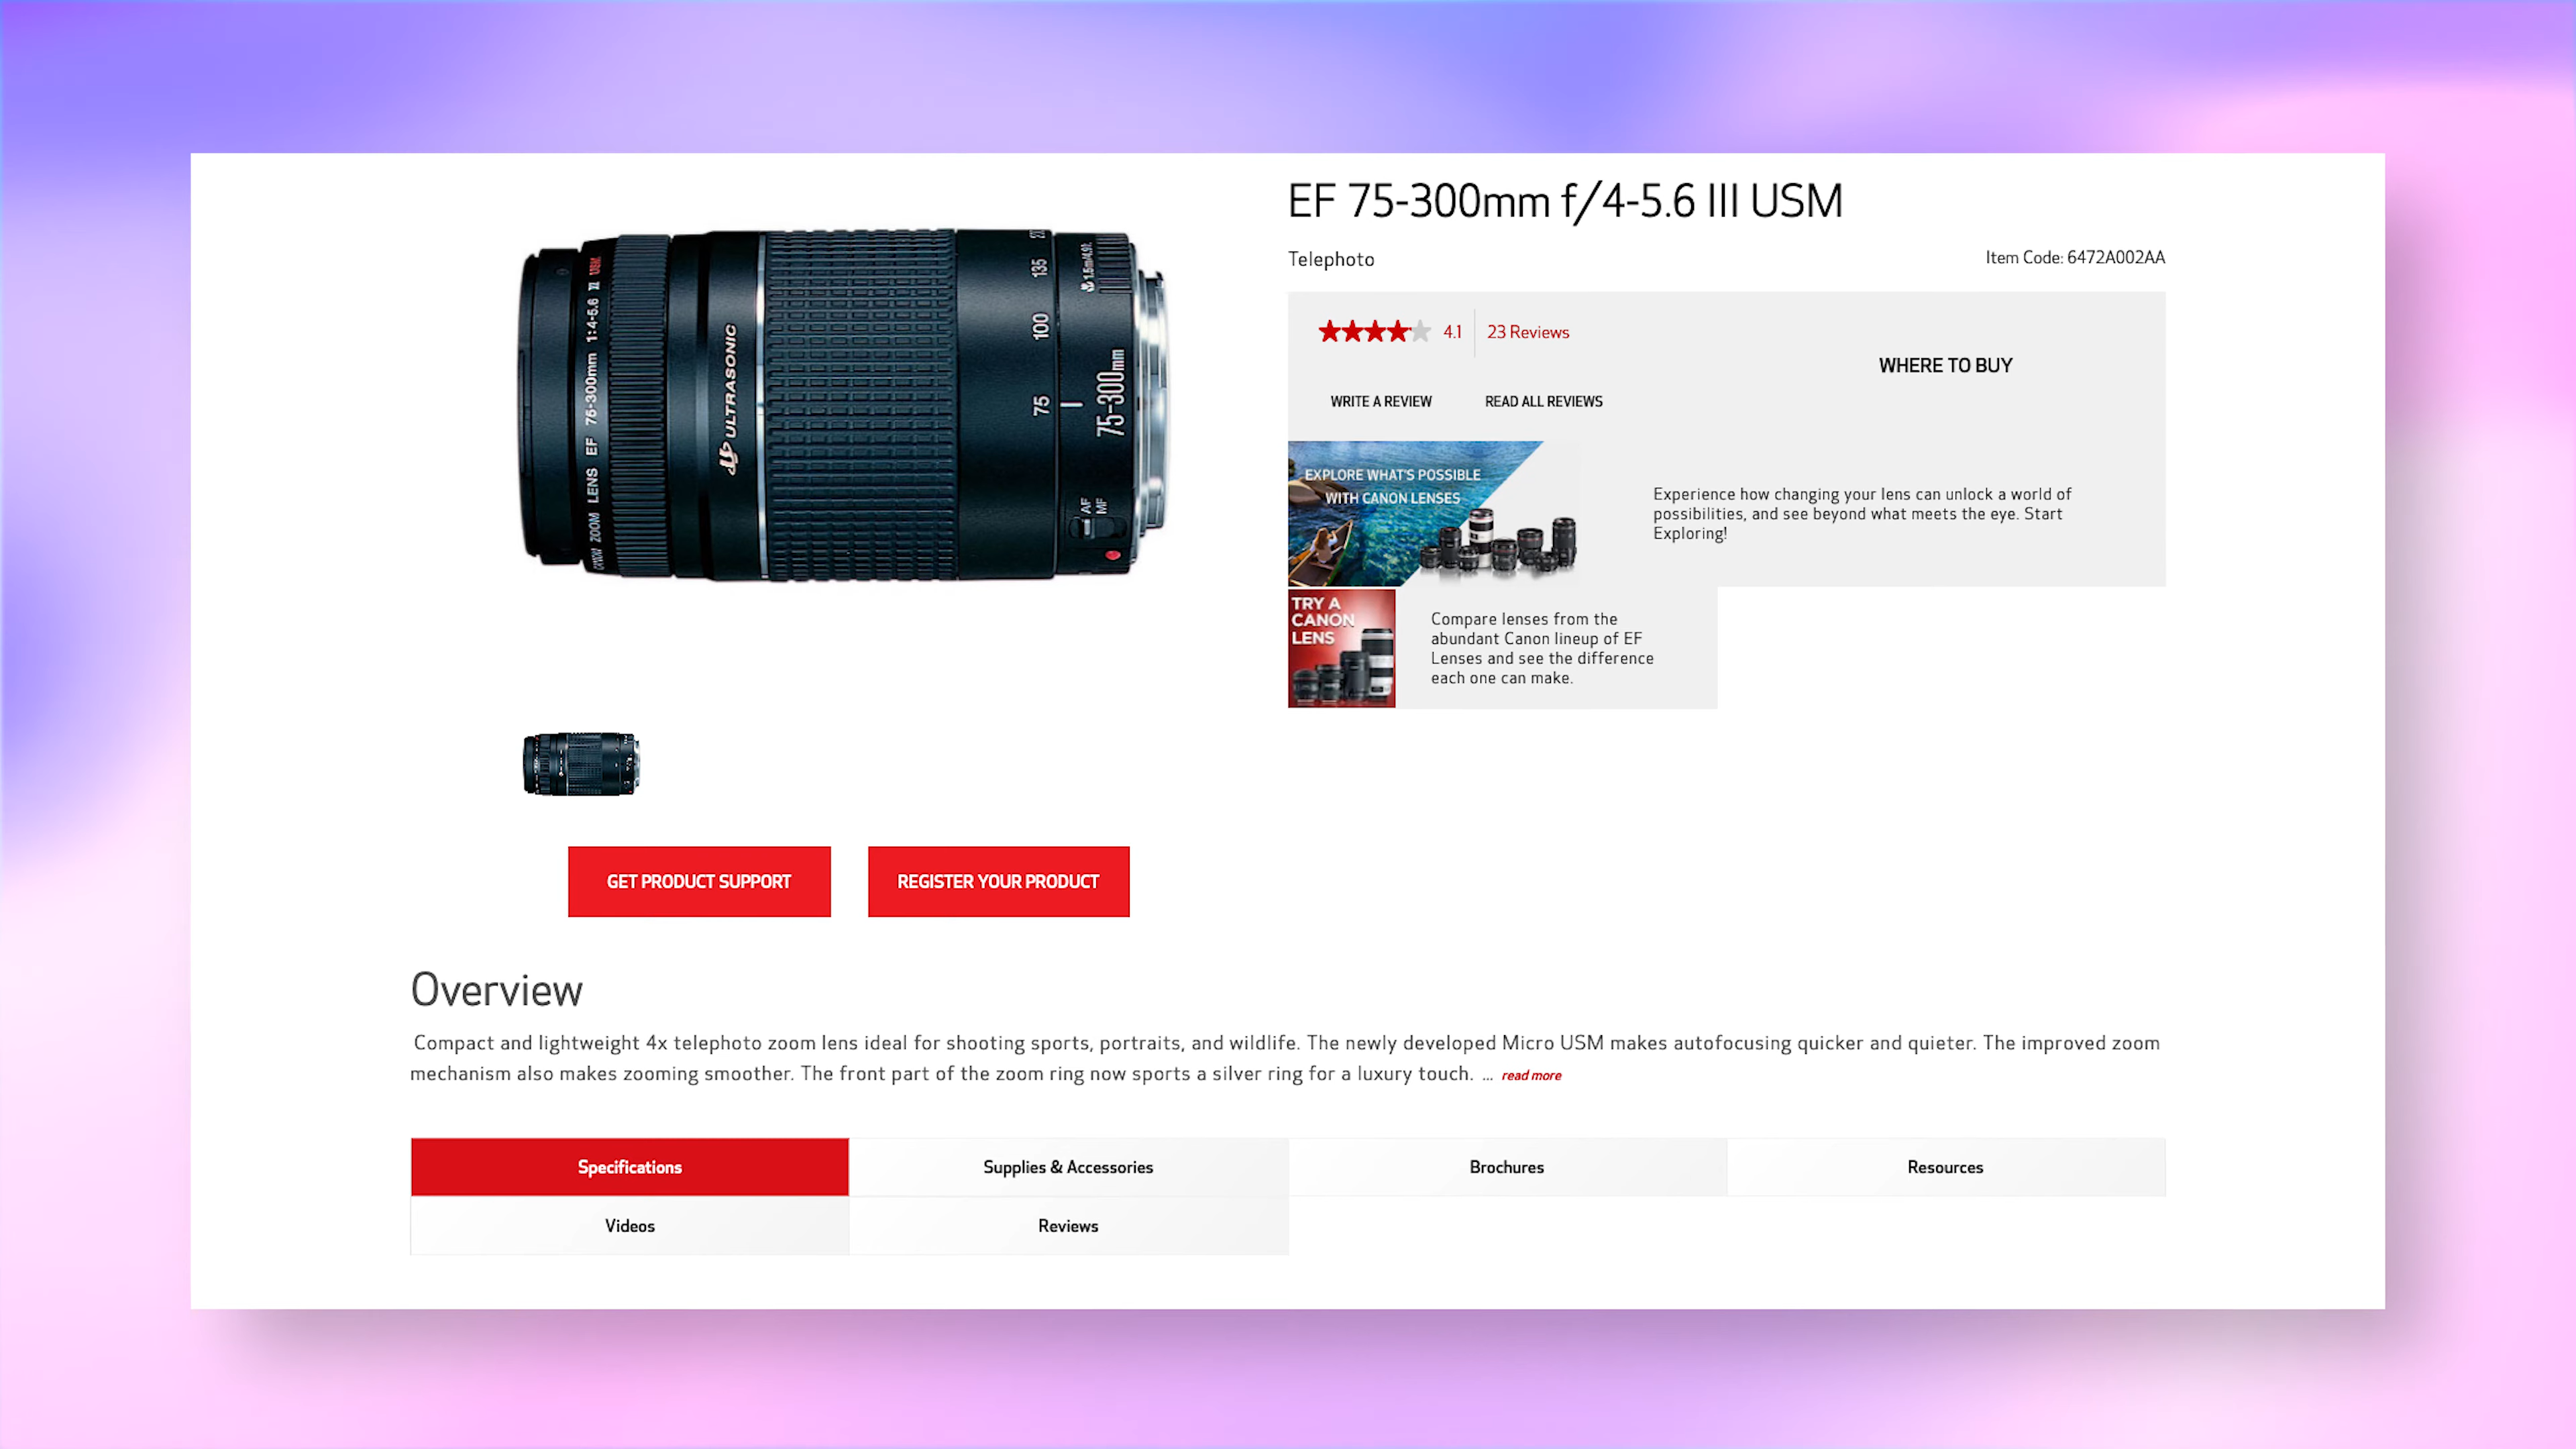 EF 75-300mm f/4-5.6 III USM
Telephoto
Item Code: 6472A002AA
4.1
23 Reviews
WHERE TO BUY
WRITE A REVIEW
READ ALL REVIEWS
CANON ZOOM LENS EF 75-300mm 1:4-5.6 II USM
ULTRASONIC
75 100 135
1.5m/4.9ft
75-300mm
AF
MF
EXPLORE WHAT'S POSSIBLE
WITH CANON LENSES
Experience how changing your lens can unlock a world of
possibilities, and see beyond what meets the eye. Start
Exploring!
TRY A
CANON
LENS
Compare lenses from the
abundant Canon lineup of EF
Lenses and see the difference
each one can make.
GET PRODUCT SUPPORT
REGISTER YOUR PRODUCT
Overview
Compact and lightweight 4x telephoto zoom lens ideal for shooting sports, portraits, and wildlife. The newly developed Micro USM makes autofocusing quicker and quieter. The improved zoom
mechanism also makes zooming smoother. The front part of the zoom ring now sports a silver ring for a luxury touch. ... read more
Specifications
Supplies & Accessories
Brochures
Resources
Videos
Reviews